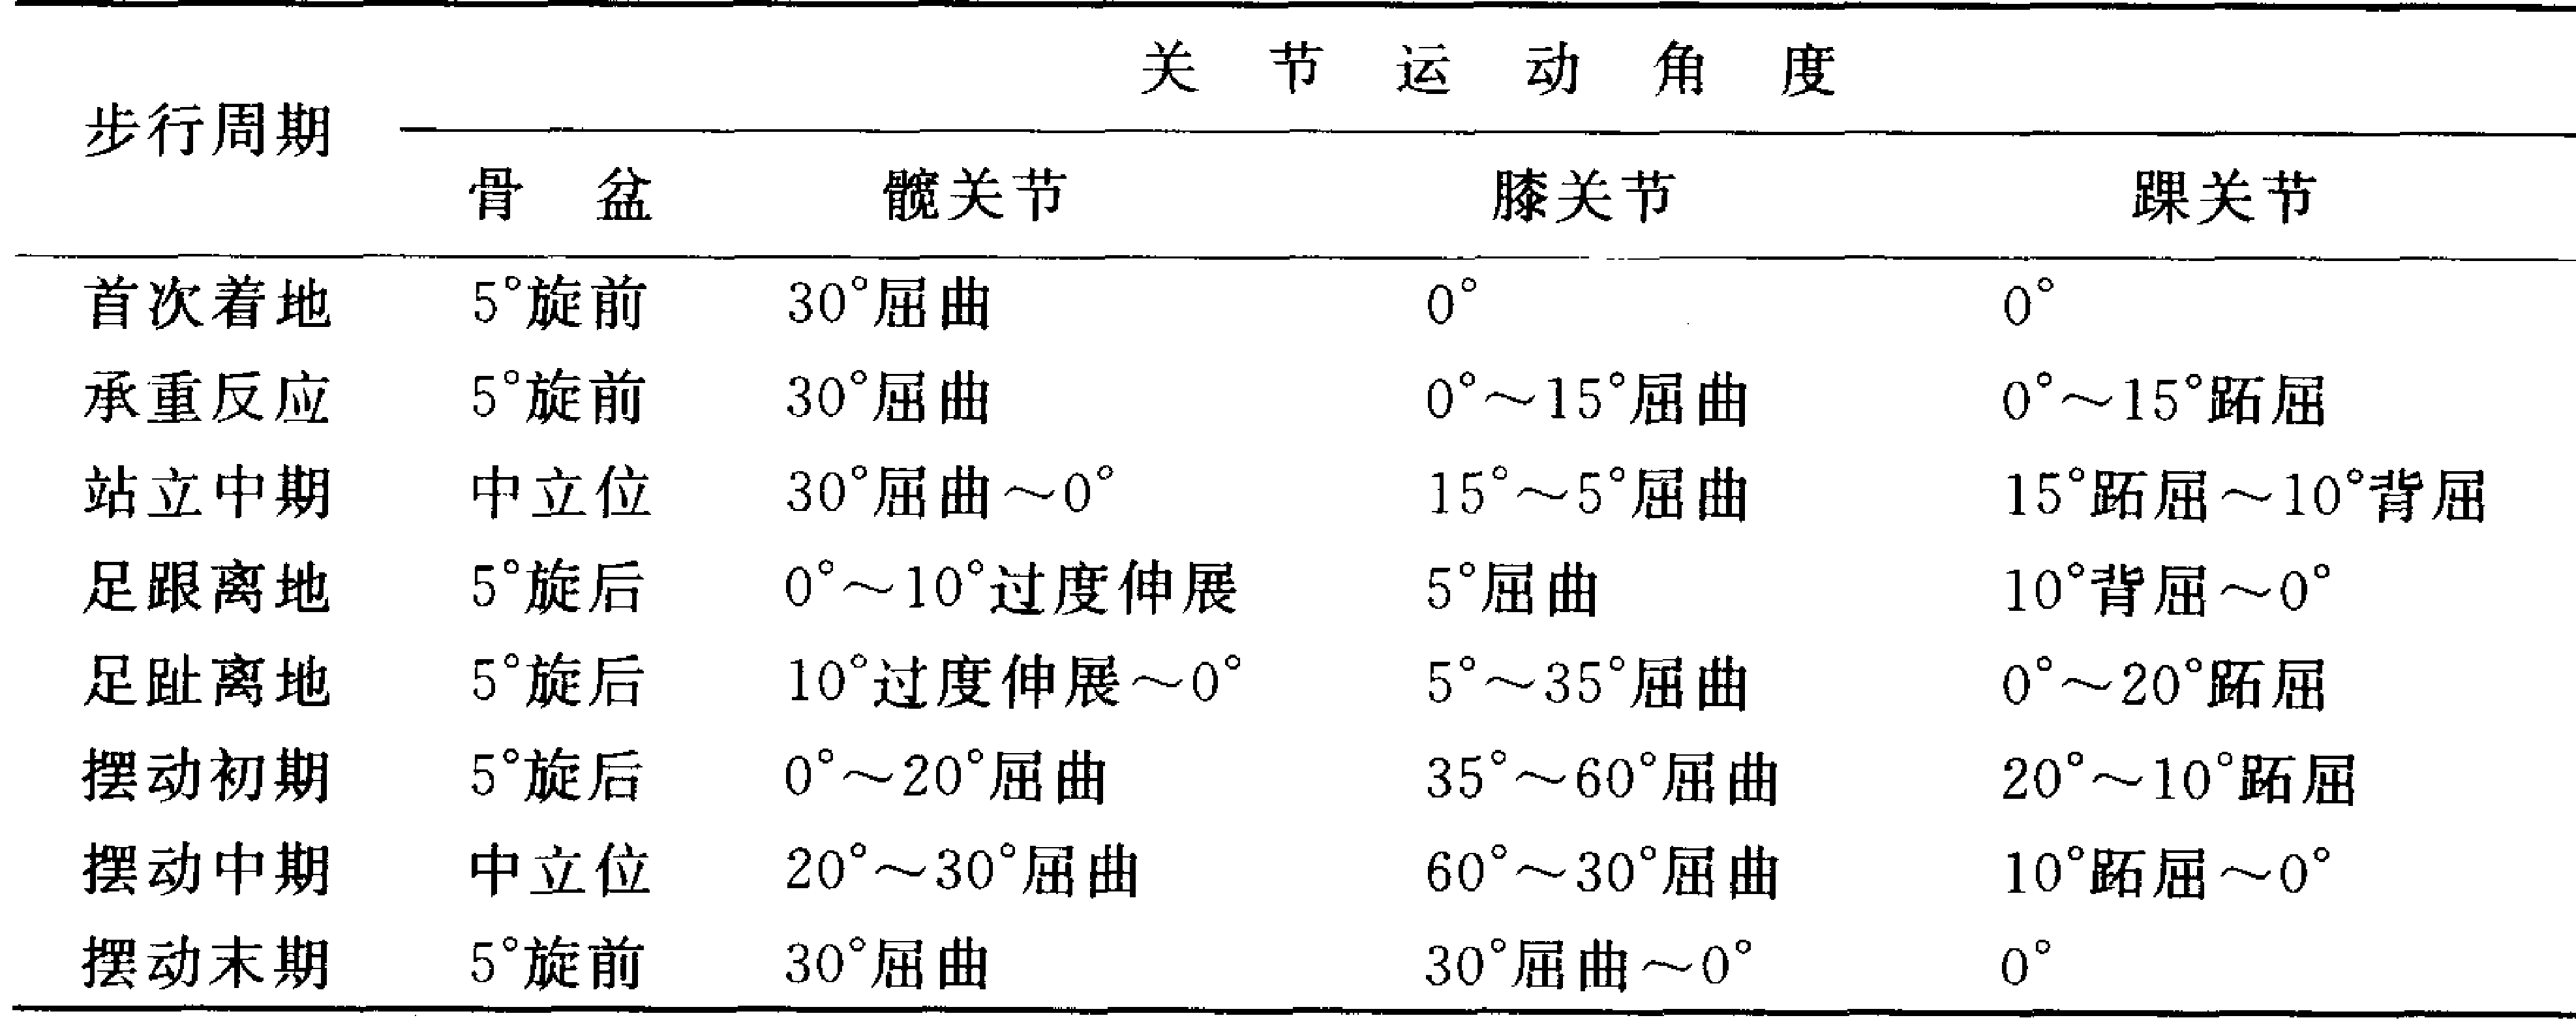 关节运动角度
步行周期
骨盆 髋关节 膝关节 踝关节
首次着地 5°旋前 30°屈曲 0° 0°
承重反应 5°旋前 30°屈曲 0°～15°屈曲 0°～15°跖屈
站立中期 中立位 30°屈曲～0° 15°～5°屈曲 15°跖屈～10°背屈
足跟离地 5°旋后 0°～10°过度伸展 5°屈曲 10°背屈～0°
足趾离地 5°旋后 10°过度伸展～0° 5°～35°屈曲 0°～20°跖屈
摆动初期 5°旋后 0°～20°屈曲 35°～60°屈曲 20°～10°跖屈
摆动中期 中立位 20°～30°屈曲 60°～30°屈曲 10°跖屈～0°
摆动末期 5°旋前 30°屈曲 30°屈曲～0° 0°